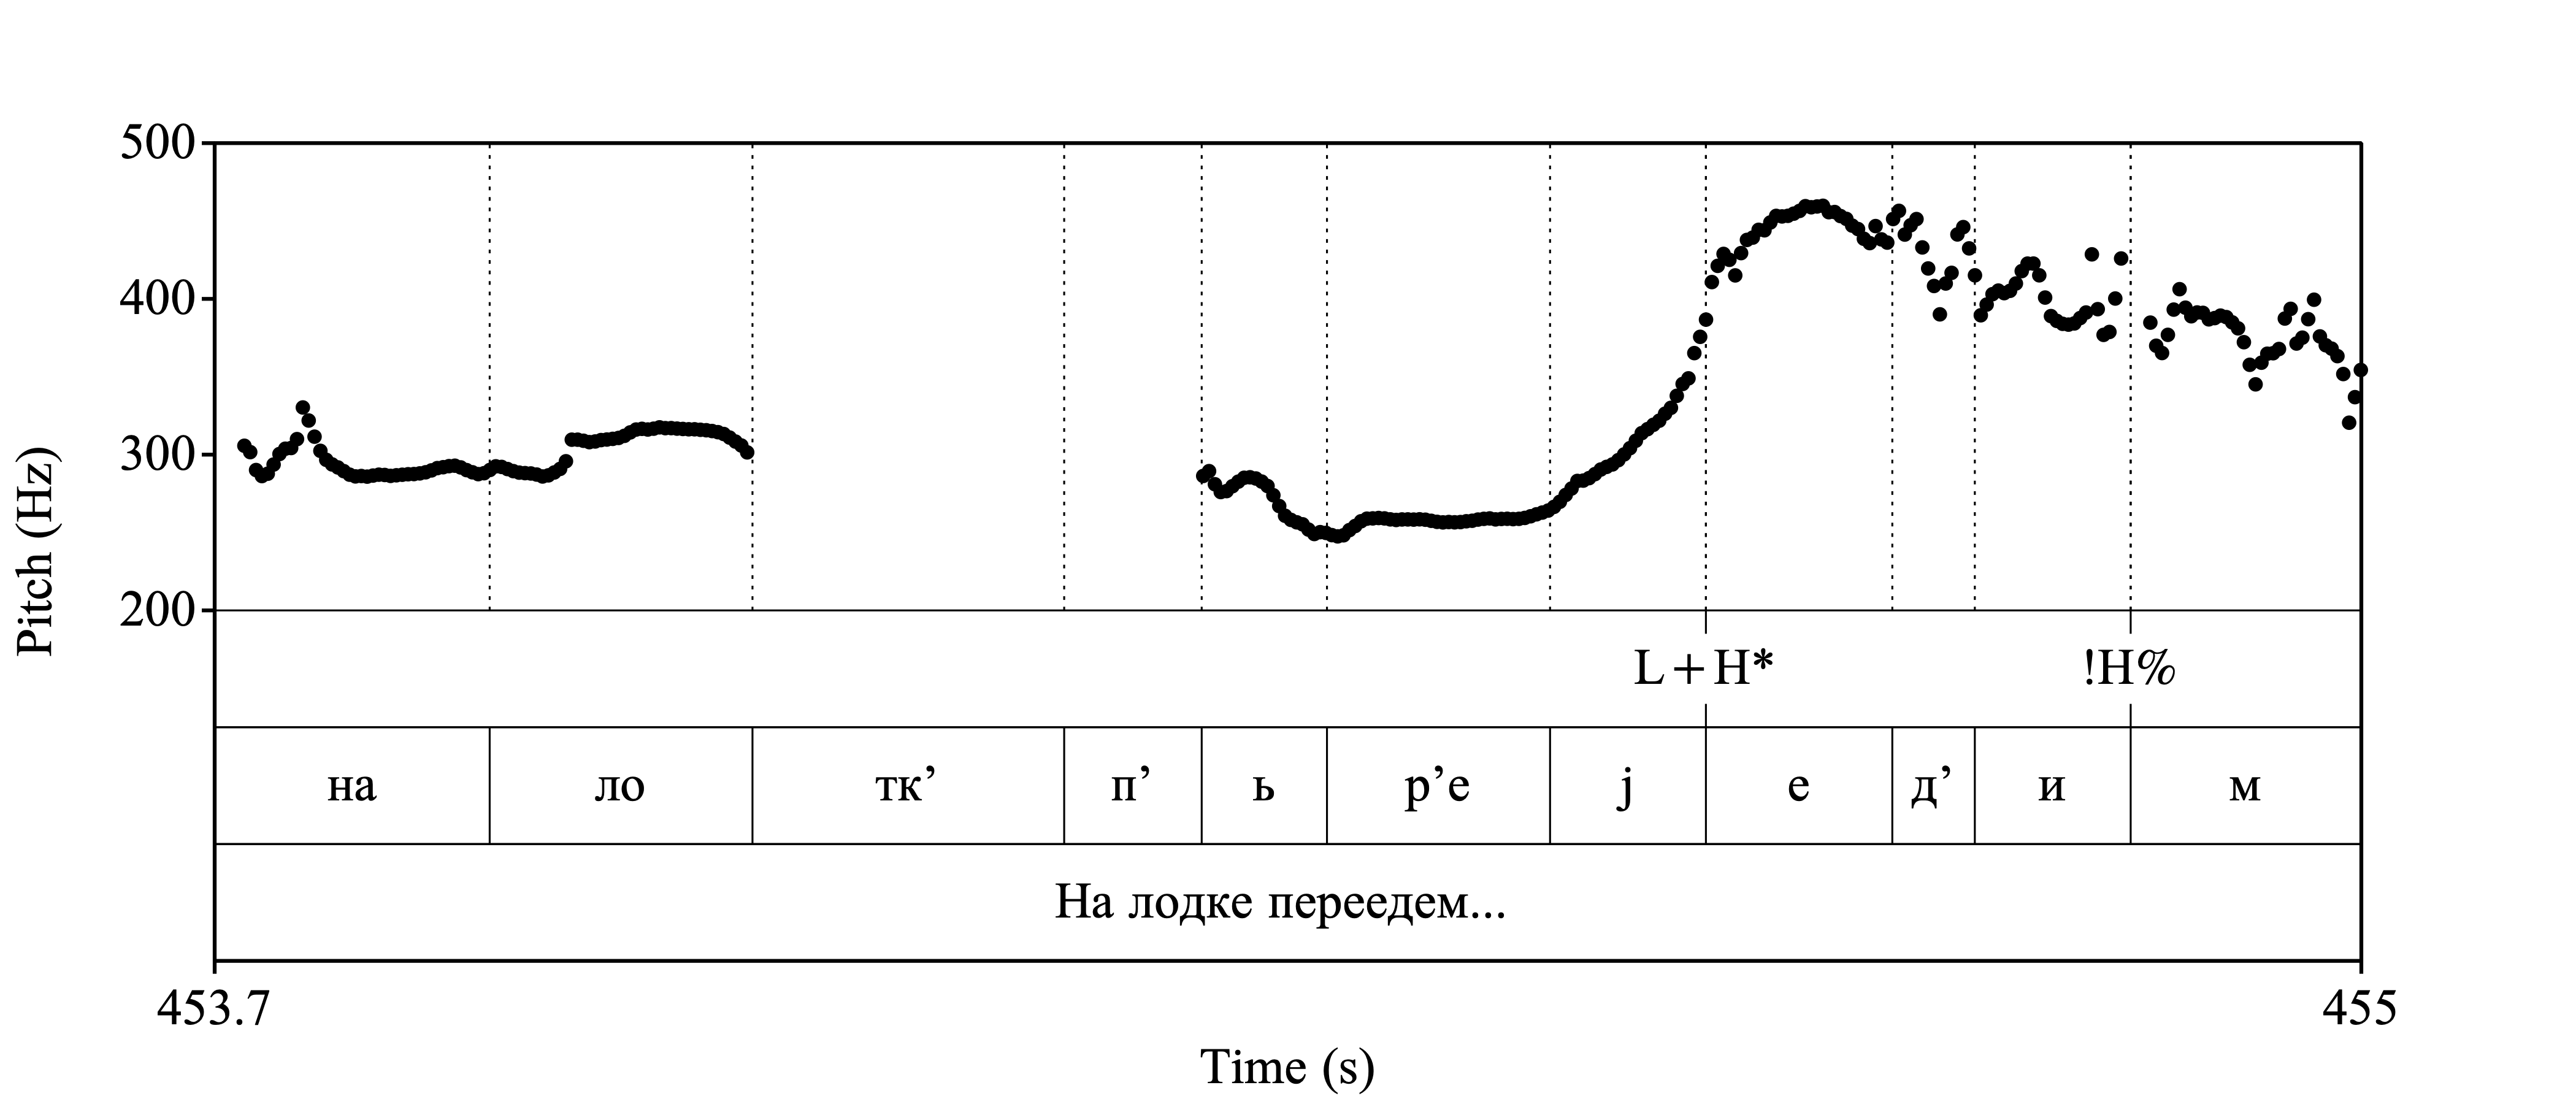 500
400
300
200
Pitch (Hz)
L+H* !H%
на ло тк’ п’ ь р’е j е д’ и м
На лодке переедем...
453.7 455
Time (s)